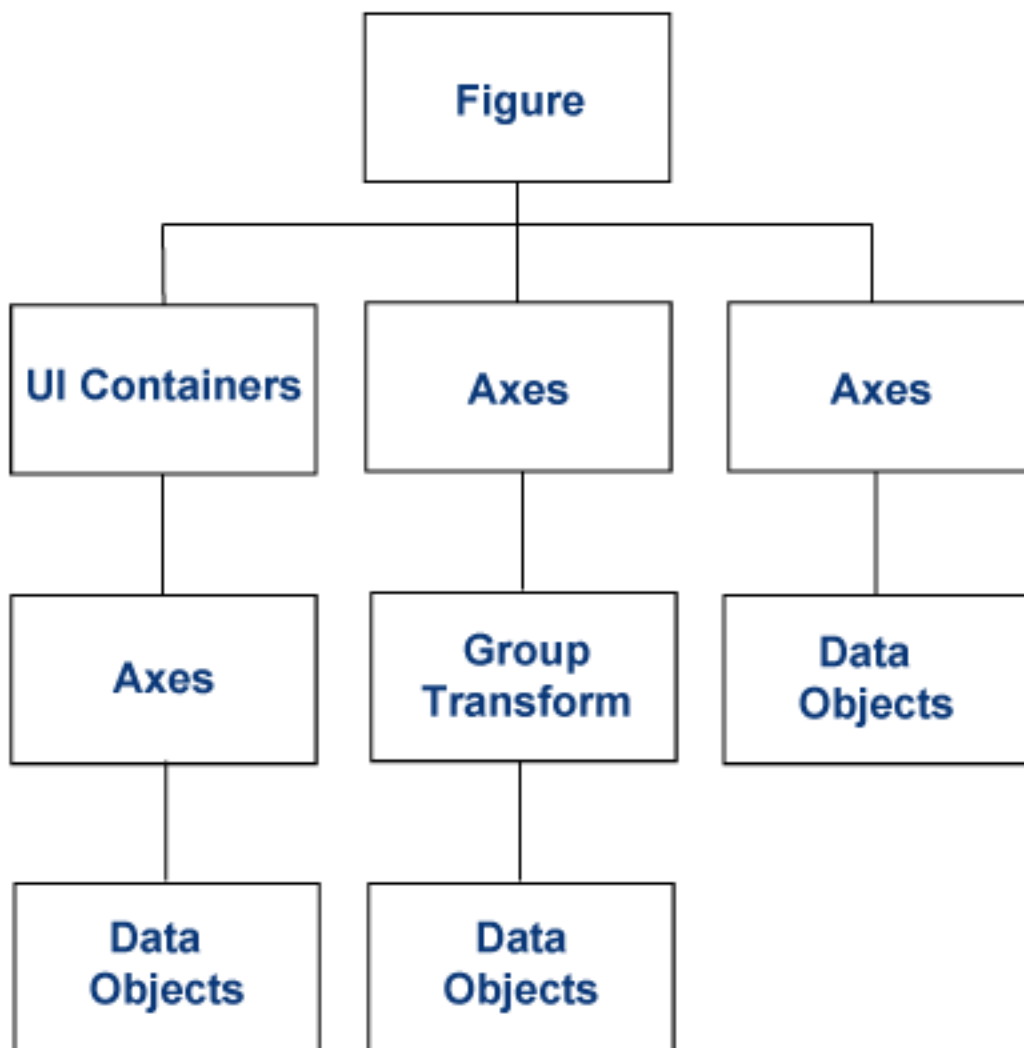 Figure
UI Containers
Axes
Axes
Axes
Group
Transform
Data
Objects
Data
Objects
Data
Objects